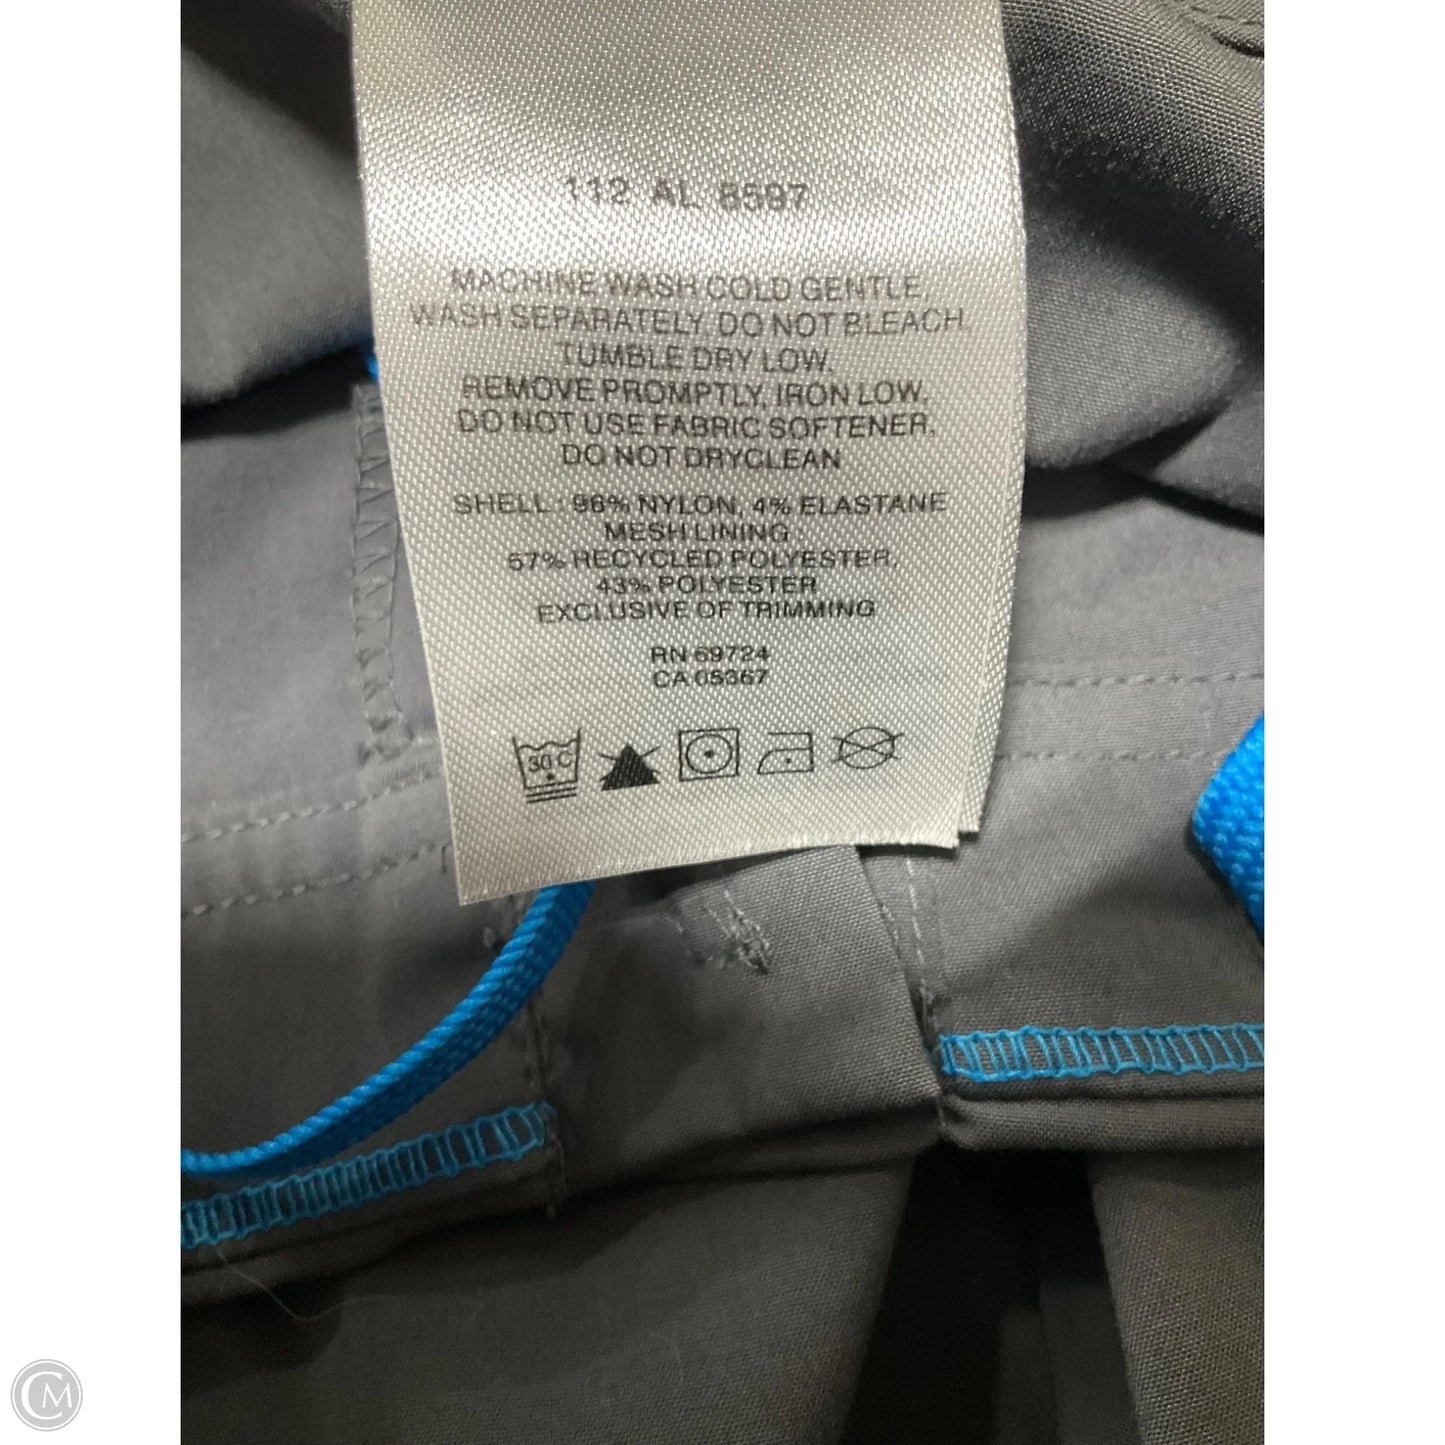 112 AL 8597
MACHINE WASH COLD GENTLE,
WASH SEPARATELY, DO NOT BLEACH,
TUMBLE DRY LOW.
REMOVE PROMPTLY, IRON LOW,
DO NOT USE FABRIC SOFTENER,
DO NOT DRYCLEAN
SHELL : 96% NYLON, 4% ELASTANE
MESH LINING :
57% RECYCLED POLYESTER,
43% POLYESTER
EXCLUSIVE OF TRIMMING
RN 69724
CA 05367
30 C
CM